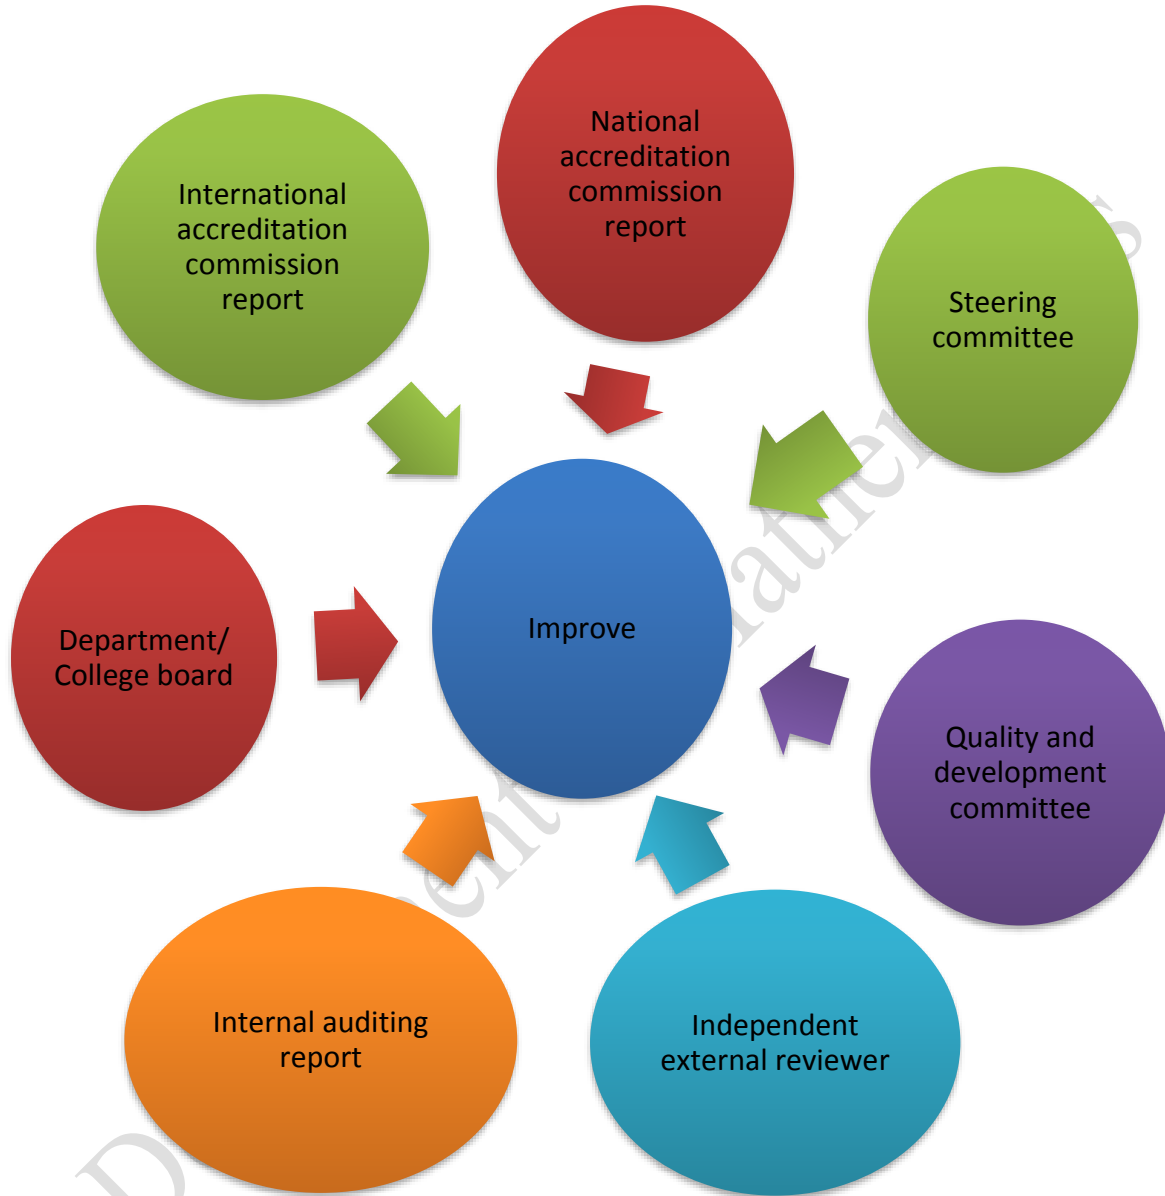 National
accreditation
commission
report
International
accreditation
commission
report
Steering
committee
Improve
Department/
College board
Quality and
development
committee
Internal auditing
report
Independent
external reviewer